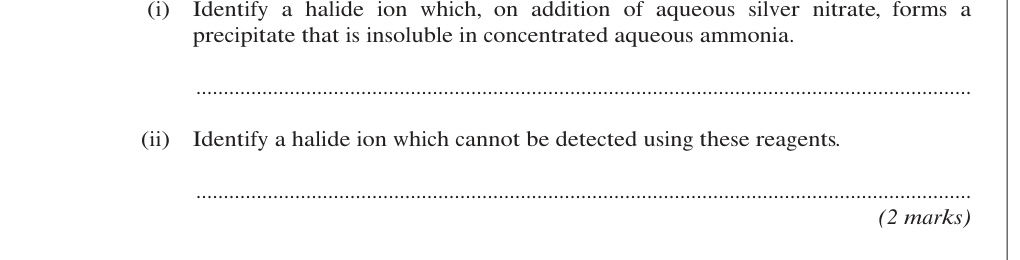 (i) Identify a halide ion which, on addition of aqueous silver nitrate, forms a
precipitate that is insoluble in concentrated aqueous ammonia.
..........................................................................................................................................
(ii) Identify a halide ion which cannot be detected using these reagents.
..........................................................................................................................................
(2 marks)